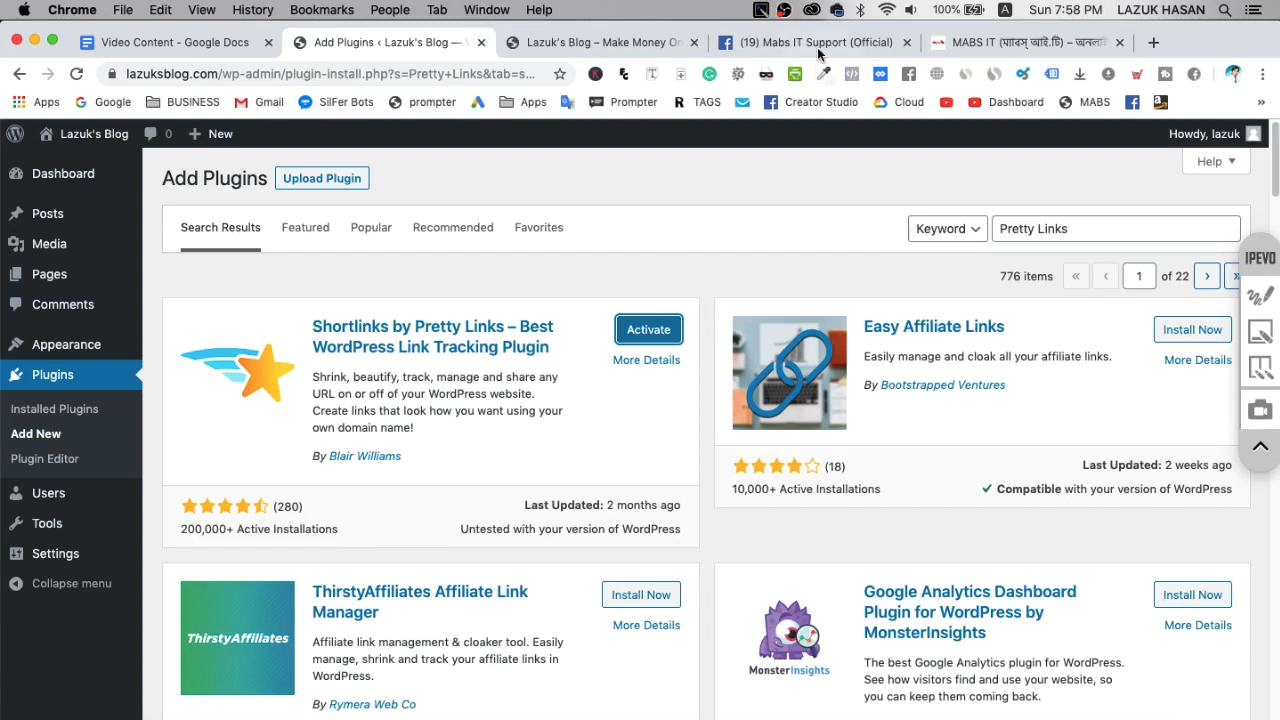 Chrome File Edit View History Bookmarks People Tab Window Help 100% A Sun 7:58 PM LAZUK HASAN
Video Content - Google Docs Add Plugins ‹ Lazuk's Blog — Lazuk's Blog – Make Money On (19) Mabs IT Support (Official) MABS IT (ম্যাবস্ আই.টি) – অনলাই
lazuksblog.com/wp-admin/plugin-install.php?s=Pretty+Links&tab=s...
Apps Google BUSINESS Gmail SilFer Bots prompter Apps Prompter TAGS Creator Studio Cloud Dashboard MABS
Lazuk's Blog 0 New Howdy, lazuk
Dashboard
Posts
Media
Pages
Comments
Appearance
Plugins
Installed Plugins
Add New
Plugin Editor
Users
Tools
Settings
Collapse menu
Add Plugins Upload Plugin Help
Search Results Featured Popular Recommended Favorites Keyword Pretty Links
776 items « ‹ 1 of 22 › »
IPEVO
Shortlinks by Pretty Links – Best
WordPress Link Tracking Plugin
Activate
More Details
Shrink, beautify, track, manage and share any
URL on or off of your WordPress website.
Create links that look how you want using your
own domain name!
By Blair Williams
(280)
Last Updated: 2 months ago
200,000+ Active Installations
Untested with your version of WordPress
Easy Affiliate Links
Install Now
More Details
Easily manage and cloak all your affiliate links.
By Bootstrapped Ventures
(18)
Last Updated: 2 weeks ago
10,000+ Active Installations
Compatible with your version of WordPress
ThirstyAffiliates
ThirstyAffiliates Affiliate Link
Manager
Install Now
More Details
Affiliate link management & cloaker tool. Easily
manage, shrink and track your affiliate links in
WordPress.
By Rymera Web Co
MonsterInsights
Google Analytics Dashboard
Plugin for WordPress by
MonsterInsights
Install Now
More Details
The best Google Analytics plugin for WordPress.
See how visitors find and use your website, so
you can keep them coming back.